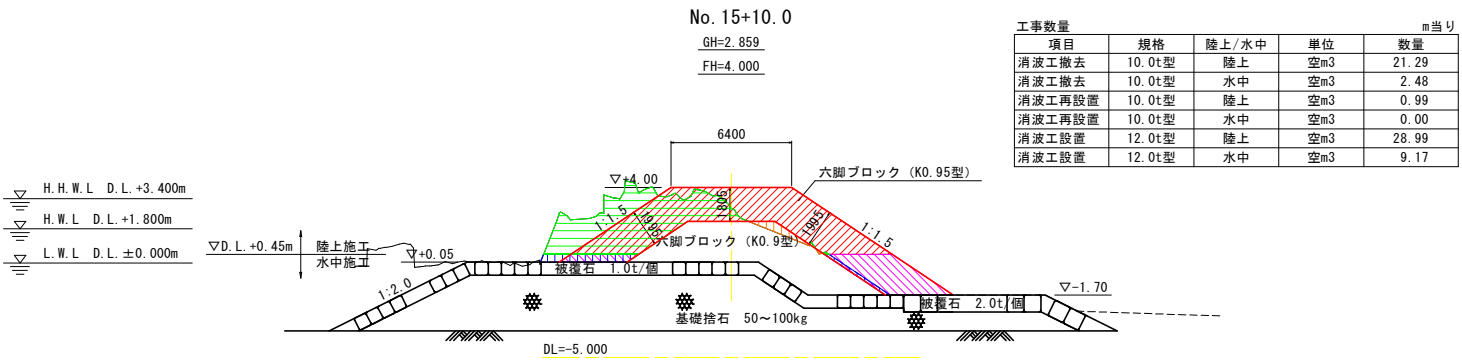 No.15+10.0
GH=2.859
FH=4.000
工事数量 m当り
項目 規格 陸上/水中 単位 数量
消波工撤去 10.0t型 陸上 空m3 21.29
消波工撤去 10.0t型 水中 空m3 2.48
消波工再設置 10.0t型 陸上 空m3 0.99
消波工再設置 10.0t型 水中 空m3 0.00
消波工設置 12.0t型 陸上 空m3 28.99
消波工設置 12.0t型 水中 空m3 9.17
6400
六脚ブロック (K0.95型)
▽+4.00
H.H.W.L D.L.+3.400m
H.W.L D.L.+1.800m
L.W.L D.L.±0.000m
▽D.L.+0.45m
陸上施工
水中施工
▽+0.05
1:1.5
1995
1805
1995
1:1.5
六脚ブロック (K0.9型)
被覆石 1.0t/個
1:2.0
▽-1.70
被覆石 2.0t/個
基礎捨石 50～100kg
DL=-5.000